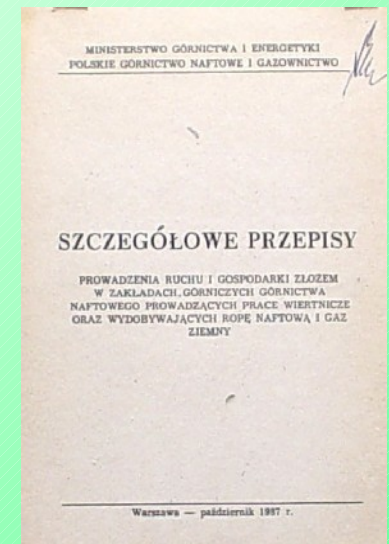 MINISTERSTWO GÓRNICTWA I ENERGETYKI
POLSKIE GÓRNICTWO NAFTOWE I GAZOWNICTWO
SZCZEGÓŁOWE PRZEPISY
PROWADZENIA RUCHU I GOSPODARKI ZŁOŻEM
W ZAKŁADACH GÓRNICZYCH GÓRNICTWA
NAFTOWEGO PROWADZĄCYCH PRACE WIERTNICZE
ORAZ WYDOBYWAJĄCYCH ROPĘ NAFTOWĄ I GAZ
ZIEMNY
Warszawa — październik 1987 r.